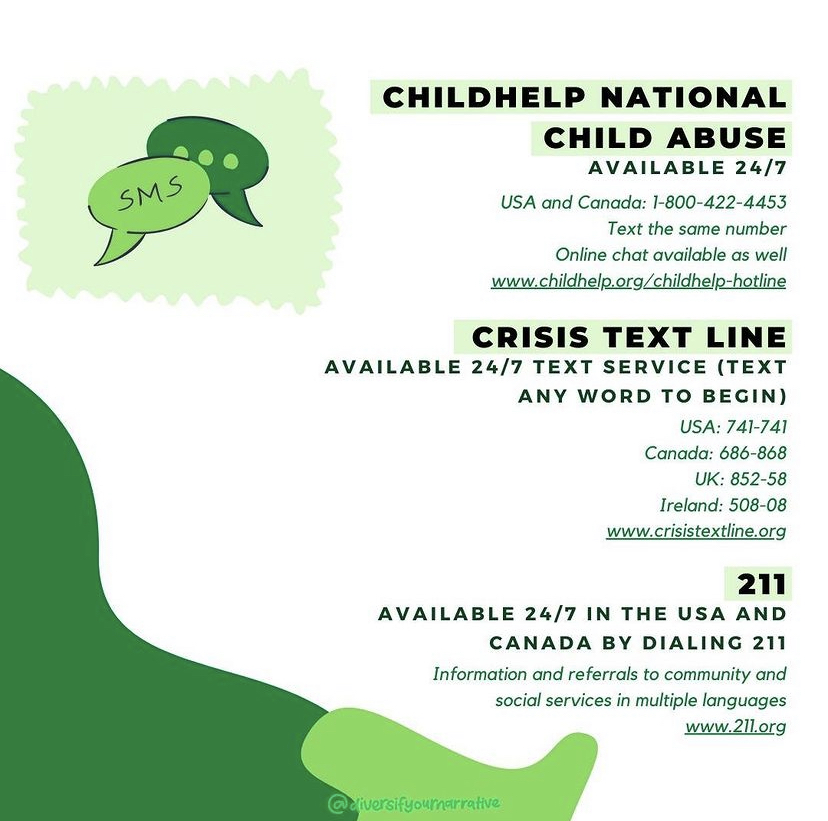 SMS
CHILDHELP NATIONAL
CHILD ABUSE
AVAILABLE 24/7
USA and Canada: 1-800-422-4453
Text the same number
Online chat available as well
www.childhelp.org/childhelp-hotline
CRISIS TEXT LINE
AVAILABLE 24/7 TEXT SERVICE (TEXT
ANY WORD TO BEGIN)
USA: 741-741
Canada: 686-868
UK: 852-58
Ireland: 508-08
www.crisistextline.org
211
AVAILABLE 24/7 IN THE USA AND
CANADA BY DIALING 211
Information and referrals to community and
social services in multiple languages
www.211.org
@diversifyournarrative